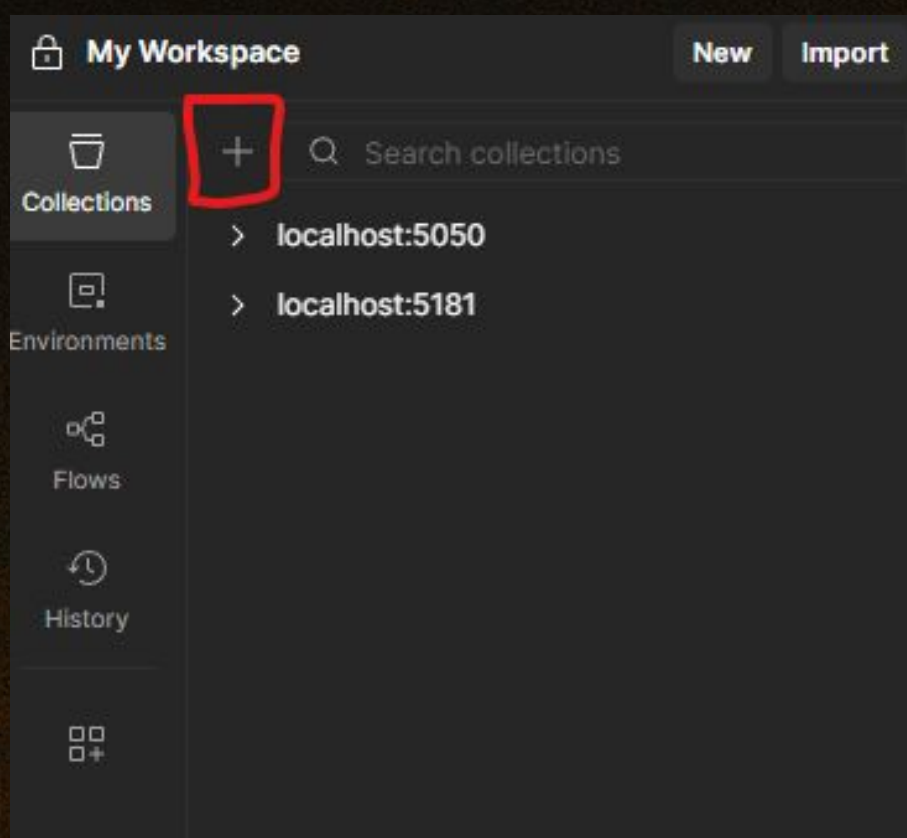 My Workspace
New
Import
Collections
Search collections
localhost:5050
localhost:5181
Environments
Flows
History